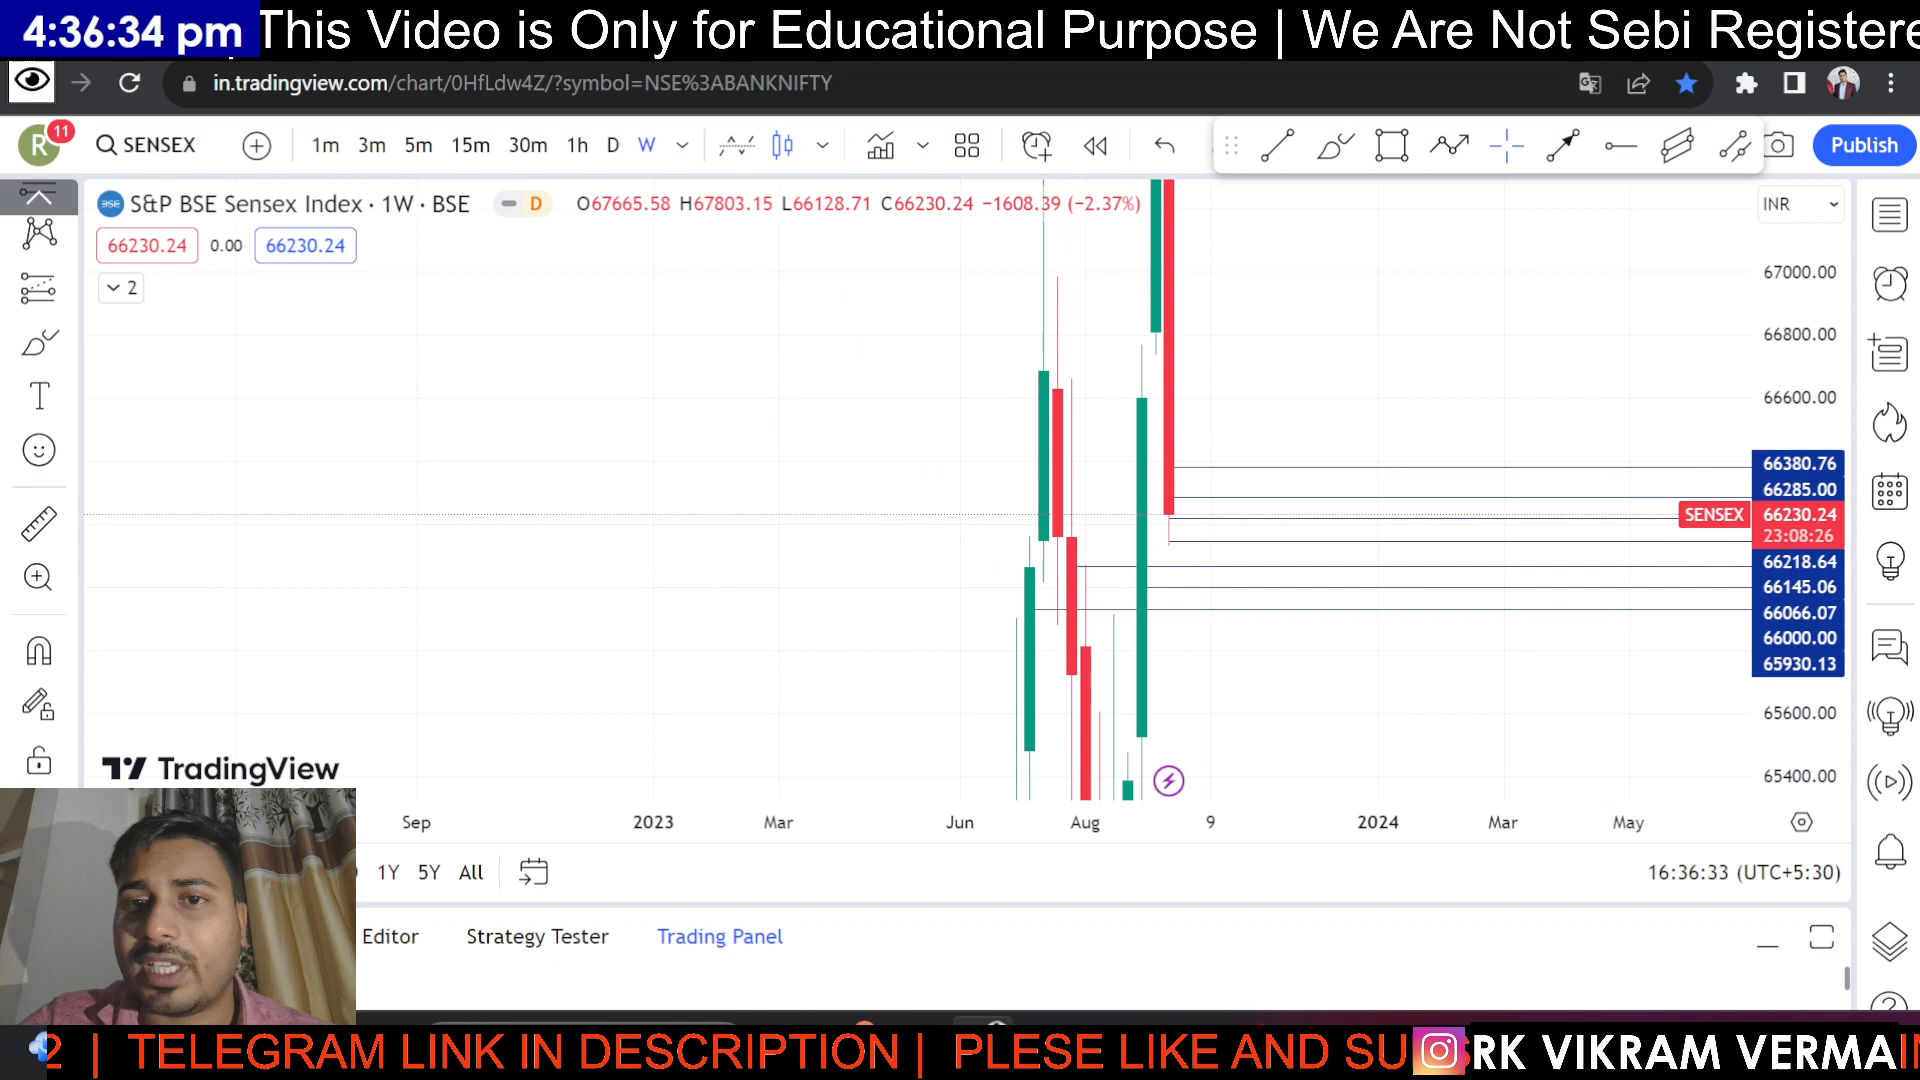 4:36:34 pm
This Video is Only for Educational Purpose | We Are Not Sebi Registere
in.tradingview.com/chart/0HfLdw4Z/?symbol=NSE%3ABANKNIFTY
R 11 SENSEX 1m 3m 5m 15m 30m 1h D W Publish
BSE S&P BSE Sensex Index · 1W · BSE D O67665.58 H67803.15 L66128.71 C66230.24 −1608.39 (−2.37%) INR
66230.24 0.00 66230.24
2
67000.00
66800.00
66600.00
66380.76
66285.00
SENSEX 66230.24
23:08:26
66218.64
66145.06
66066.07
66000.00
65930.13
65600.00
65400.00
TradingView
Sep 2023 Mar Jun Aug 9 2024 Mar May
1Y 5Y All 16:36:33 (UTC+5:30)
Editor Strategy Tester Trading Panel
2 | TELEGRAM LINK IN DESCRIPTION | PLESE LIKE AND SU RK VIKRAM VERMA